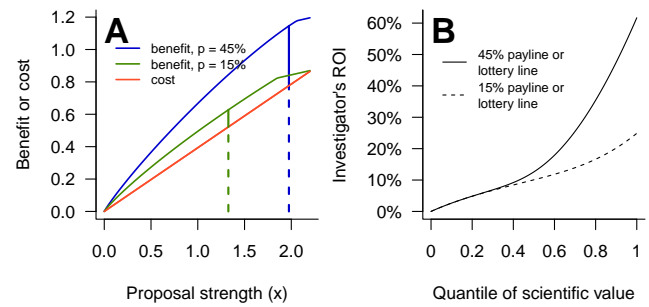 A
benefit, p = 45%
benefit, p = 15%
cost
Benefit or cost
1.2
1.0
0.8
0.6
0.4
0.2
0.0
0.0 0.5 1.0 1.5 2.0
Proposal strength (x)
B
45% payline or
lottery line
15% payline or
lottery line
Investigator's ROI
60%
50%
40%
30%
20%
10%
0%
0 0.2 0.4 0.6 0.8 1
Quantile of scientific value